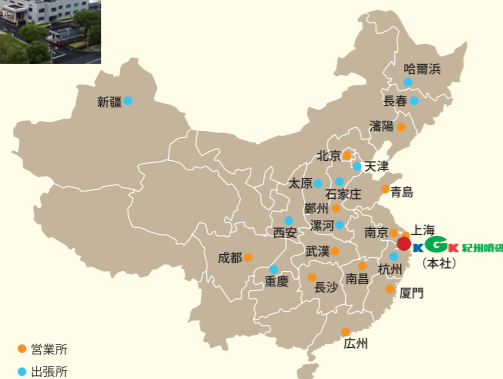 哈爾浜
新疆
長春
瀋陽
北京
天津
太原
石家庄
青島
鄭州
漯河
西安
南京
上海
KGK 紀州噴研
(本社)
杭州
成都
武漢
重慶
長沙
南昌
厦門
広州
営業所
出張所